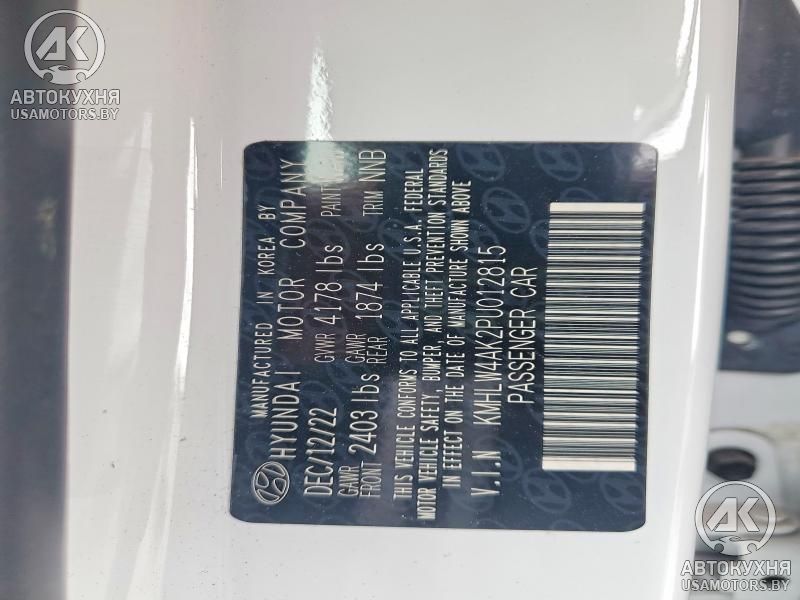 АК
АВТОКУХНЯ
USAMOTORS.BY
MANUFACTURED IN KOREA BY
HYUNDAI MOTOR COMPANY
DEC/12/22 GVWR 4178 lbs PAINT
GAWR FRONT 2403 lbs GAWR REAR 1874 lbs TRIM NNB
THIS VEHICLE CONFORMS TO ALL APPLICABLE U.S.A. FEDERAL
MOTOR VEHICLE SAFETY, BUMPER, AND THEFT PREVENTION STANDARDS
IN EFFECT ON THE DATE OF MANUFACTURE SHOWN ABOVE
V.I.N KMHLW4AK2PU012815
PASSENGER CAR
АК
АВТОКУХНЯ
USAMOTORS.BY